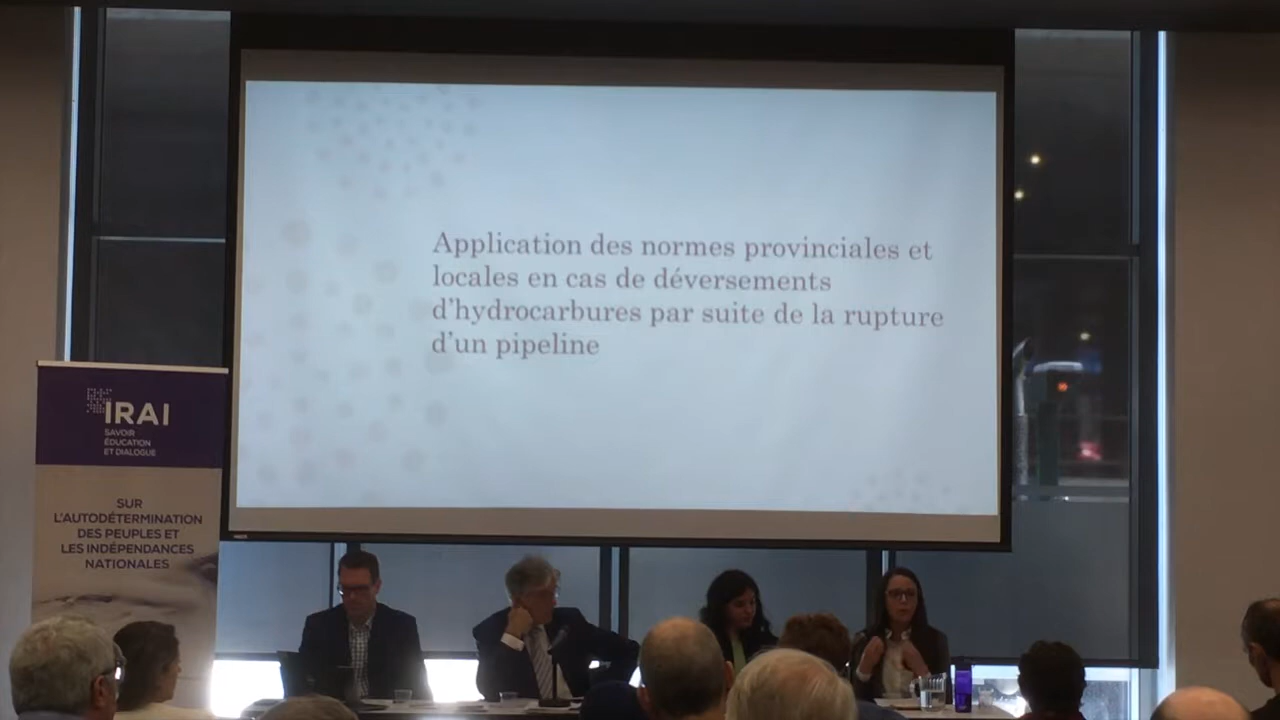 Application des normes provinciales et
locales en cas de déversements
d'hydrocarbures par suite de la rupture
d'un pipeline
IRAI
SAVOIR
ÉDUCATION
ET DIALOGUE
SUR
L'AUTODÉTERMINATION
DES PEUPLES ET
LES INDÉPENDANCES
NATIONALES